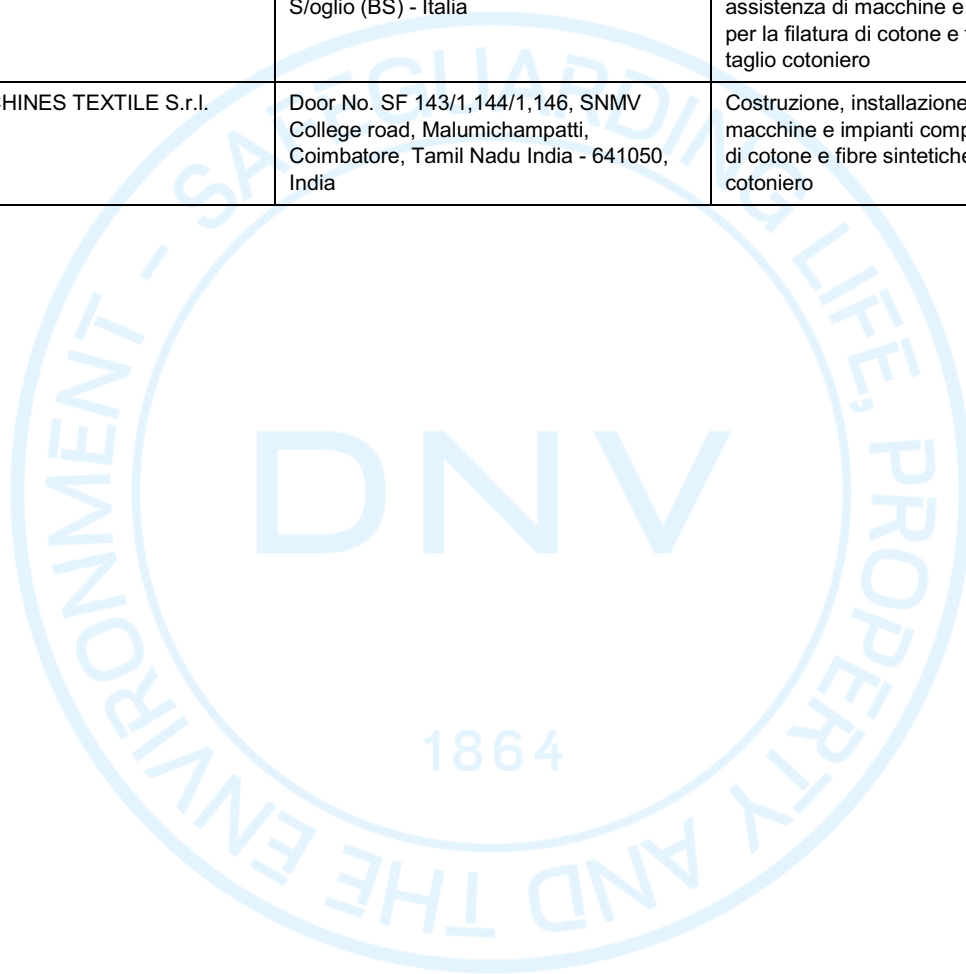 S/oglio (BS) - Italia
assistenza di macchine e
per la filatura di cotone e
taglio cotoniero
HINES TEXTILE S.r.l.
Door No. SF 143/1,144/1,146, SNMV
College road, Malumichampatti,
Coimbatore, Tamil Nadu India - 641050,
India
Costruzione, installazione
macchine e impianti comp
di cotone e fibre sintetiche
cotoniero
SAFEGUARDING LIFE, PROPERTY AND THE ENVIRONMENT -
DNV
1864